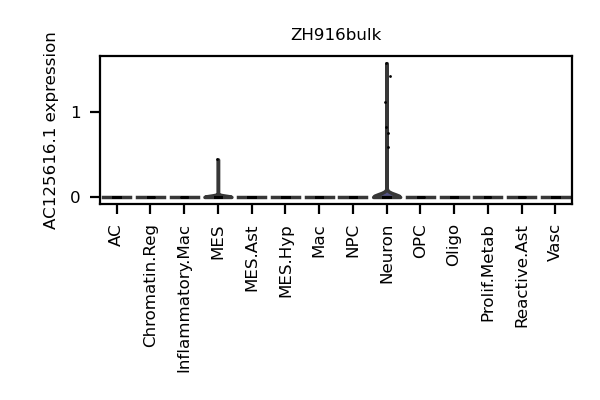 ZH916bulk
AC125616.1 expression
1
0
AC
Chromatin.Reg
Inflammatory.Mac
MES
MES.Ast
MES.Hyp
Mac
NPC
Neuron
OPC
Oligo
Prolif.Metab
Reactive.Ast
Vasc